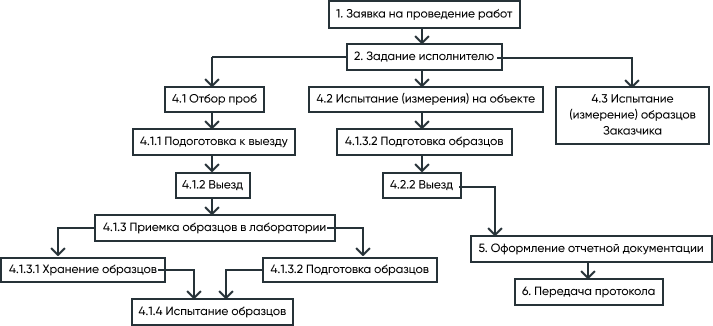 1. Заявка на проведение работ
2. Задание исполнителю
4.1 Отбор проб
4.2 Испытание (измерения) на объекте
4.3 Испытание
(измерение) образцов
Заказчика
4.1.1 Подоготовка к выезду
4.1.3.2 Подготовка образцов
4.1.2 Выезд
4.2.2 Выезд
4.1.3 Приемка образцов в лаборатории
5. Оформление отчетной документации
4.1.3.1 Хранение образцов
4.1.3.2 Подготовка образцов
6. Передача протокола
4.1.4 Испытание образцов